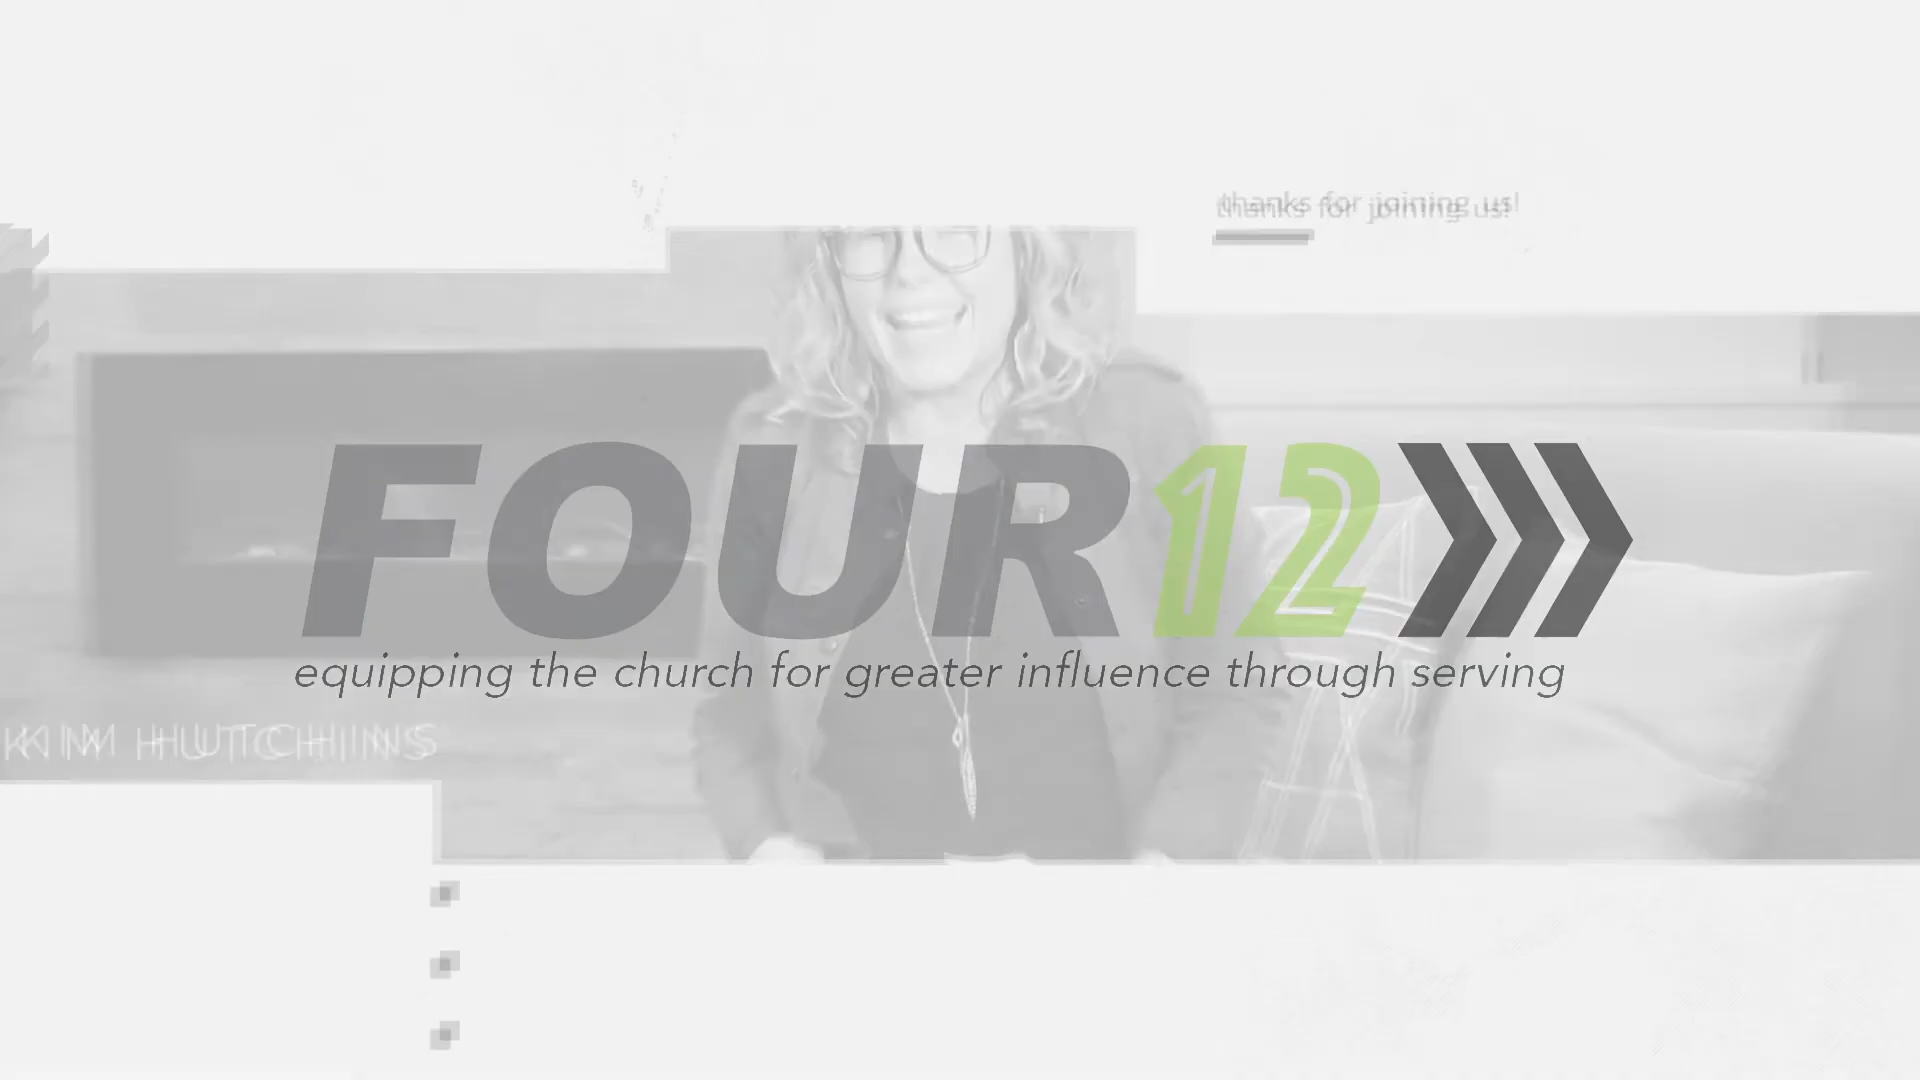 thanks for joining us!
FOUR12
equipping the church for greater influence through serving
KIM HUTCHINS